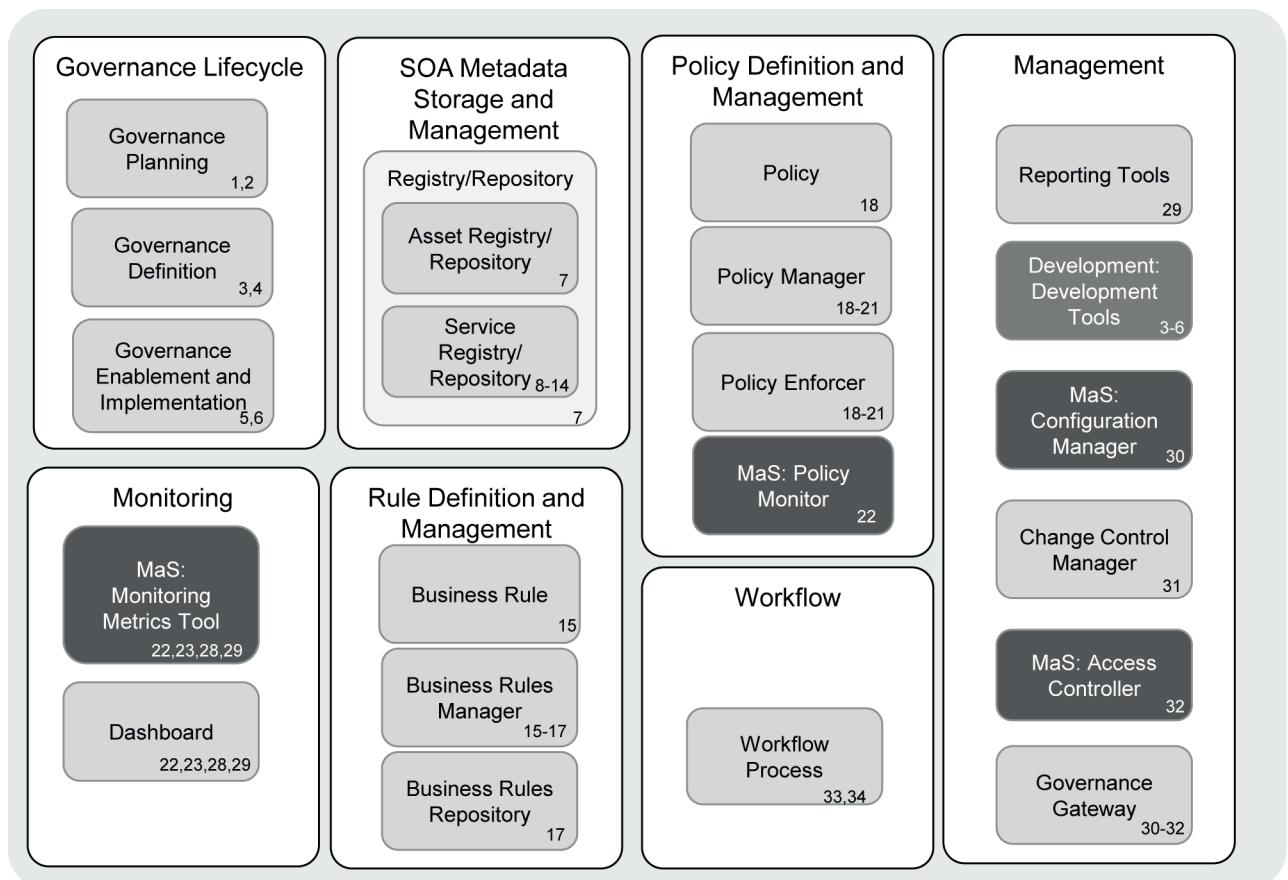 Governance Lifecycle
Governance
Planning
1,2
Governance
Definition
3,4
Governance
Enablement and
Implementation
5,6
SOA Metadata
Storage and
Management
Registry/Repository
Asset Registry/
Repository
7
Service
Registry/
Repository
8-14
7
Policy Definition and
Management
Policy
18
Policy Manager
18-21
Policy Enforcer
18-21
MaS: Policy
Monitor
22
Management
Reporting Tools
29
Development:
Development
Tools
3-6
MaS:
Configuration
Manager
30
Change Control
Manager
31
MaS: Access
Controller
32
Governance
Gateway
30-32
Monitoring
MaS:
Monitoring
Metrics Tool
22,23,28,29
Dashboard
22,23,28,29
Rule Definition and
Management
Business Rule
15
Business Rules
Manager
15-17
Business Rules
Repository
17
Workflow
Workflow
Process
33,34